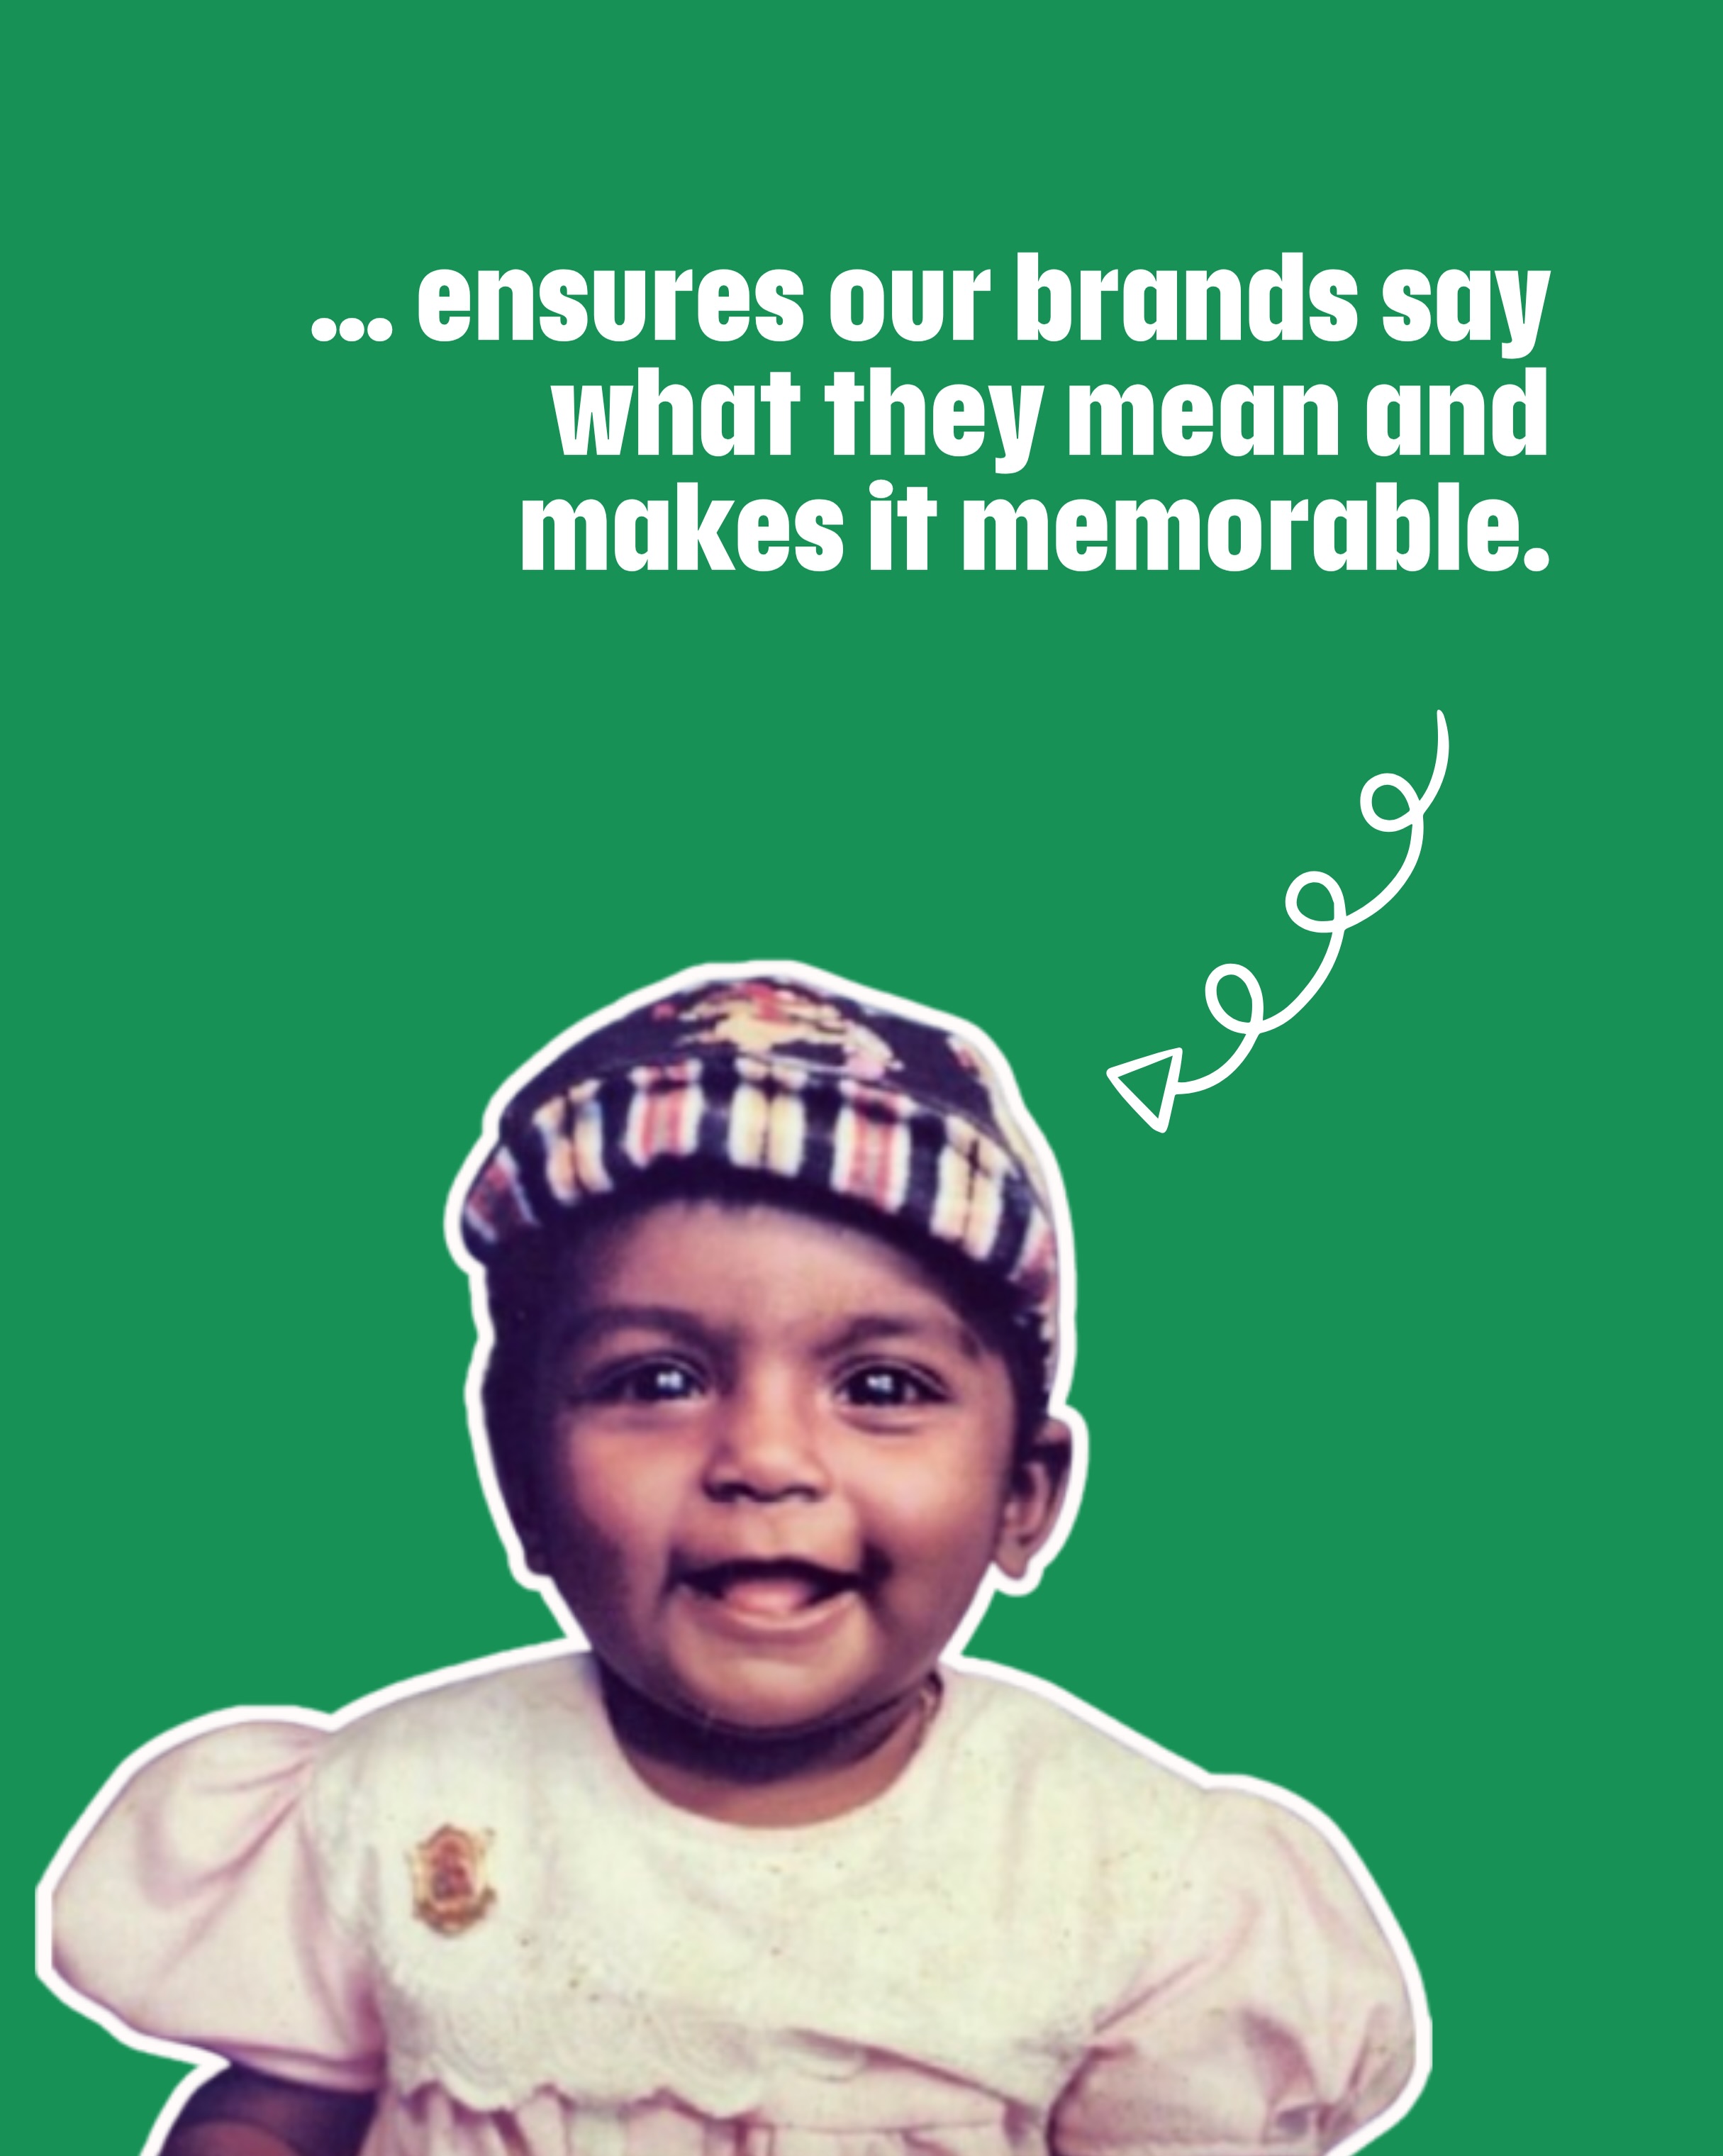 ... ensures our brands say
what they mean and
makes it memorable.